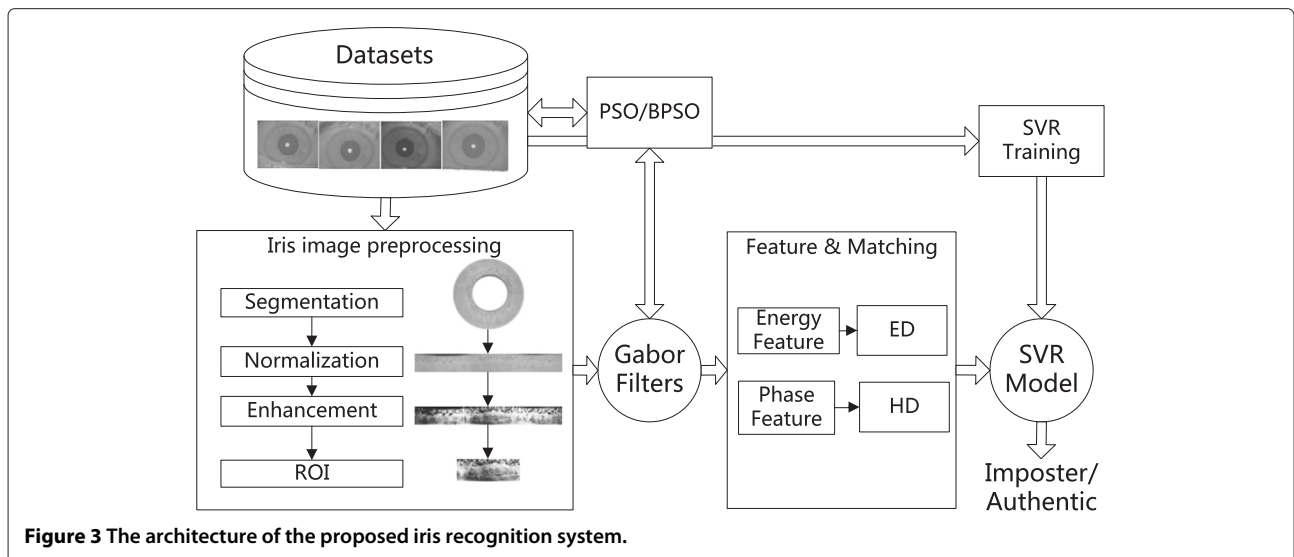 Datasets
PSO/BPSO
SVR
Training
Iris image preprocessing
Segmentation
Normalization
Enhancement
ROI
Gabor
Filters
Feature & Matching
Energy
Feature
ED
Phase
Feature
HD
SVR
Model
Imposter/
Authentic
Figure 3 The architecture of the proposed iris recognition system.